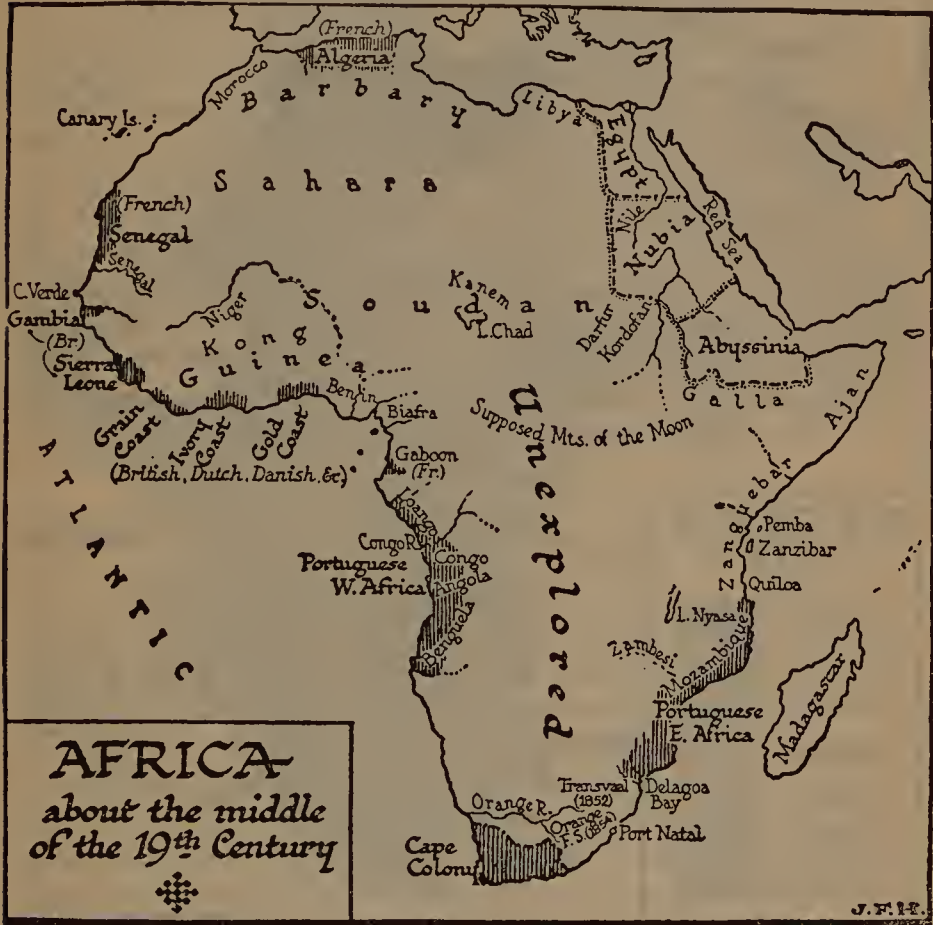 (French)
Algeria
Morocco
Barbary
Libya
Egypt
Canary Is.
Sahara
(French)
Senegal
Senegal
Nile
Nubia
Red Sea
C. Verde
Gambia
(Br.)
Sierra
Leone
Niger
Soudan
Kanem
L. Chad
Darfur
Kordofan
Abyssinia
Kong
Guinea
Benin
Galla
Ajan
Biafra
Grain
Coast
Ivory
Coast
Gold
Coast
(British, Dutch, Danish, &c.)
Supposed Mts. of the Moon
Unexplored
Gaboon
(Fr.)
ATLANTIC
Loango
Congo R.
Congo
Portuguese
W. Africa
Angola
Benguela
Zanguebar
Pemba
Zanzibar
Quiloa
L. Nyasa
Zambesi
Mozambique
Portuguese
E. Africa
Madagascar
Transvaal
(1852)
Delagoa
Bay
Orange R.
Orange
F.S. (1854)
Port Natal
Cape
Colony
AFRICA
about the middle
of the 19th Century
J.F.H.